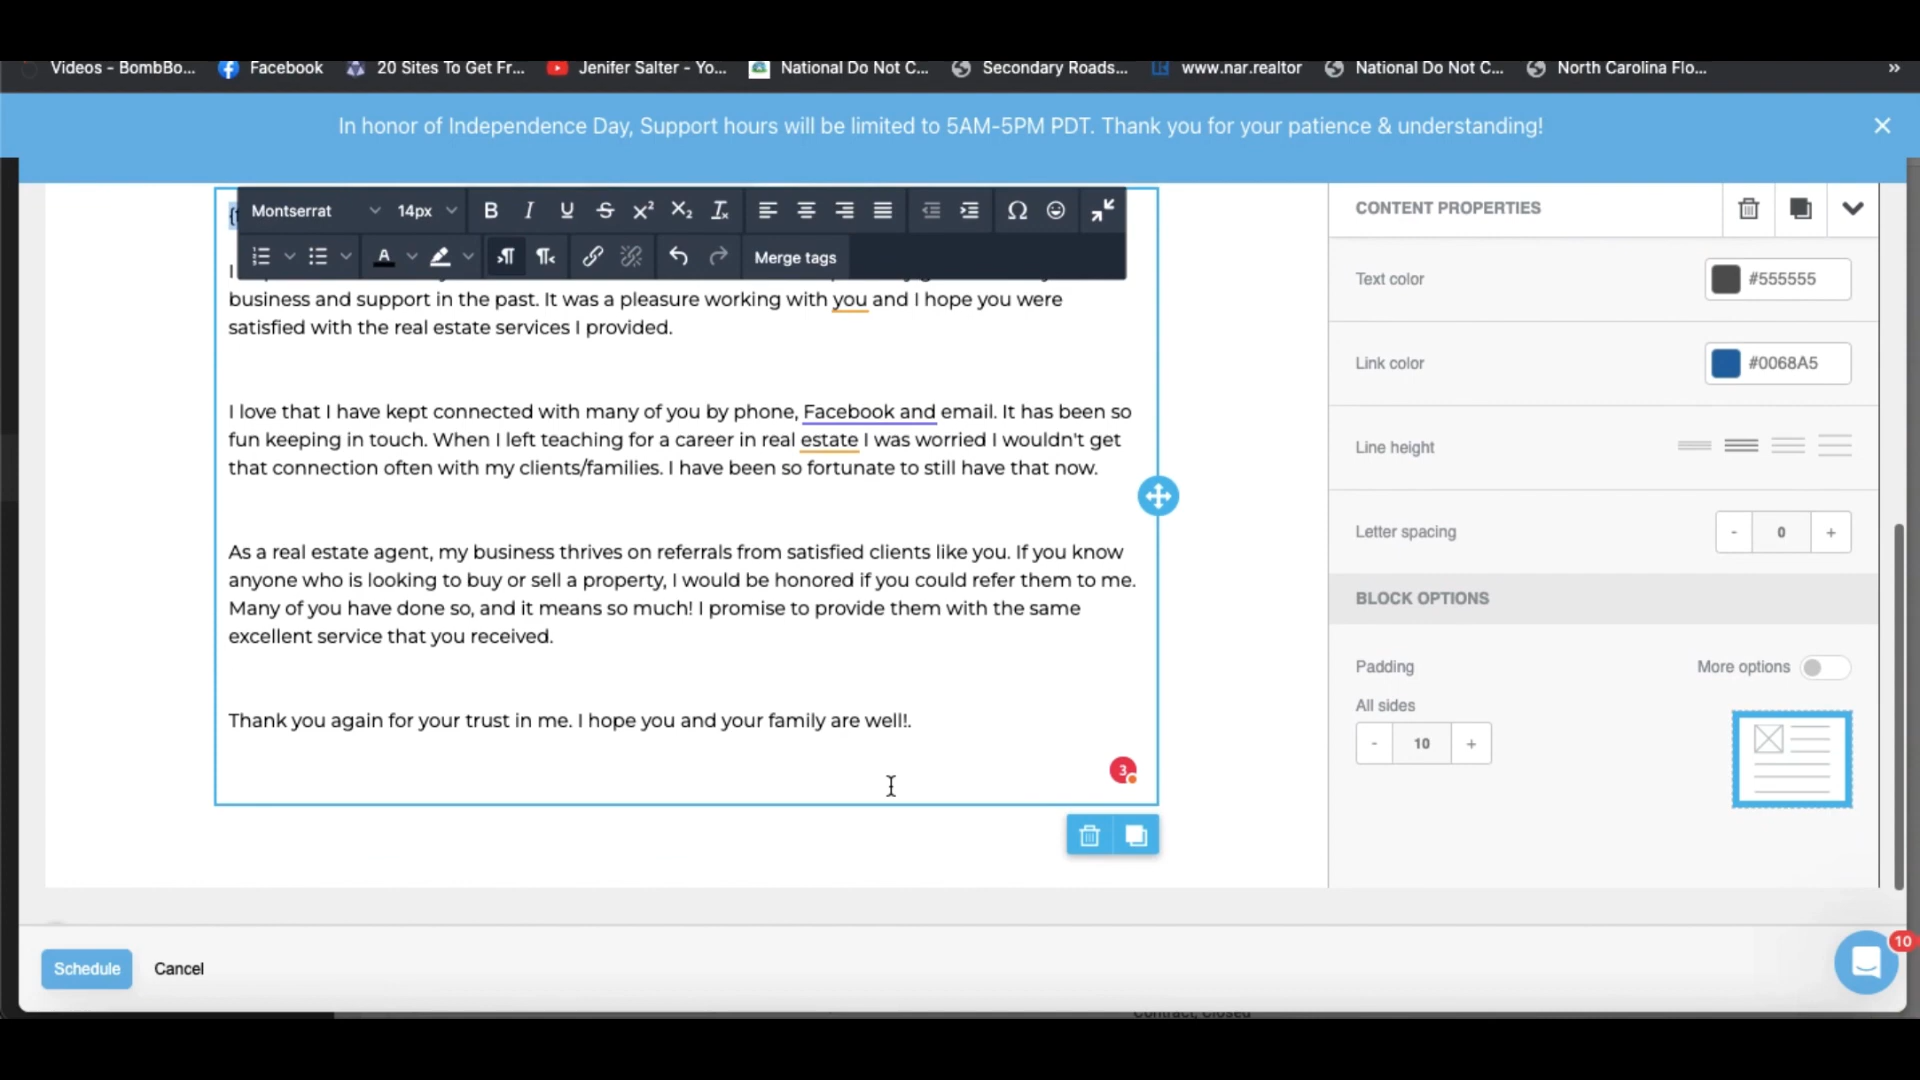 Videos - BombBo...
Facebook
20 Sites To Get Fr...
Jenifer Salter - Yo...
National Do Not C...
Secondary Roads...
www.nar.realtor
National Do Not C...
North Carolina Flo...
»
In honor of Independence Day, Support hours will be limited to 5AM-5PM PDT. Thank you for your patience & understanding!
Montserrat
14px
Merge tags
I
business and support in the past. It was a pleasure working with you and I hope you were
satisfied with the real estate services I provided.
I love that I have kept connected with many of you by phone, Facebook and email. It has been so
fun keeping in touch. When I left teaching for a career in real estate I was worried I wouldn't get
that connection often with my clients/families. I have been so fortunate to still have that now.
As a real estate agent, my business thrives on referrals from satisfied clients like you. If you know
anyone who is looking to buy or sell a property, I would be honored if you could refer them to me.
Many of you have done so, and it means so much! I promise to provide them with the same
excellent service that you received.
Thank you again for your trust in me. I hope you and your family are well!.
3
CONTENT PROPERTIES
Text color
#555555
Link color
#0068A5
Line height
Letter spacing
- 0 +
BLOCK OPTIONS
Padding
More options
All sides
- 10 +
Schedule
Cancel
10
Contract, Closed